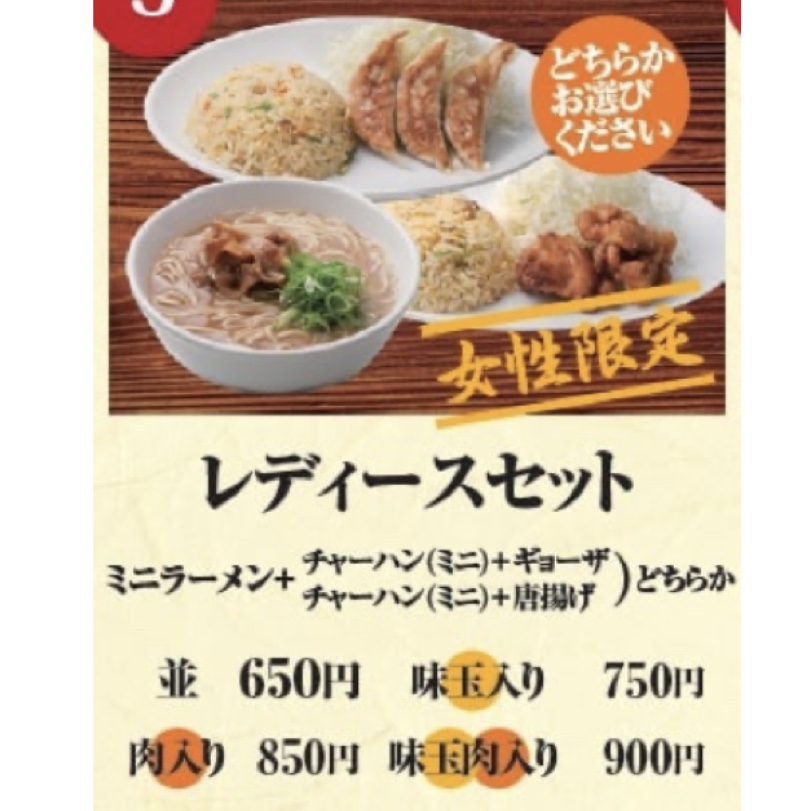 どちらか
お選び
ください
女性限定
レディースセット
ミニラーメン+
チャーハン(ミニ)+ギョーザ
チャーハン(ミニ)+唐揚げ
)どちらか
並 650円 味玉入り 750円
肉入り 850円 味玉肉入り 900円